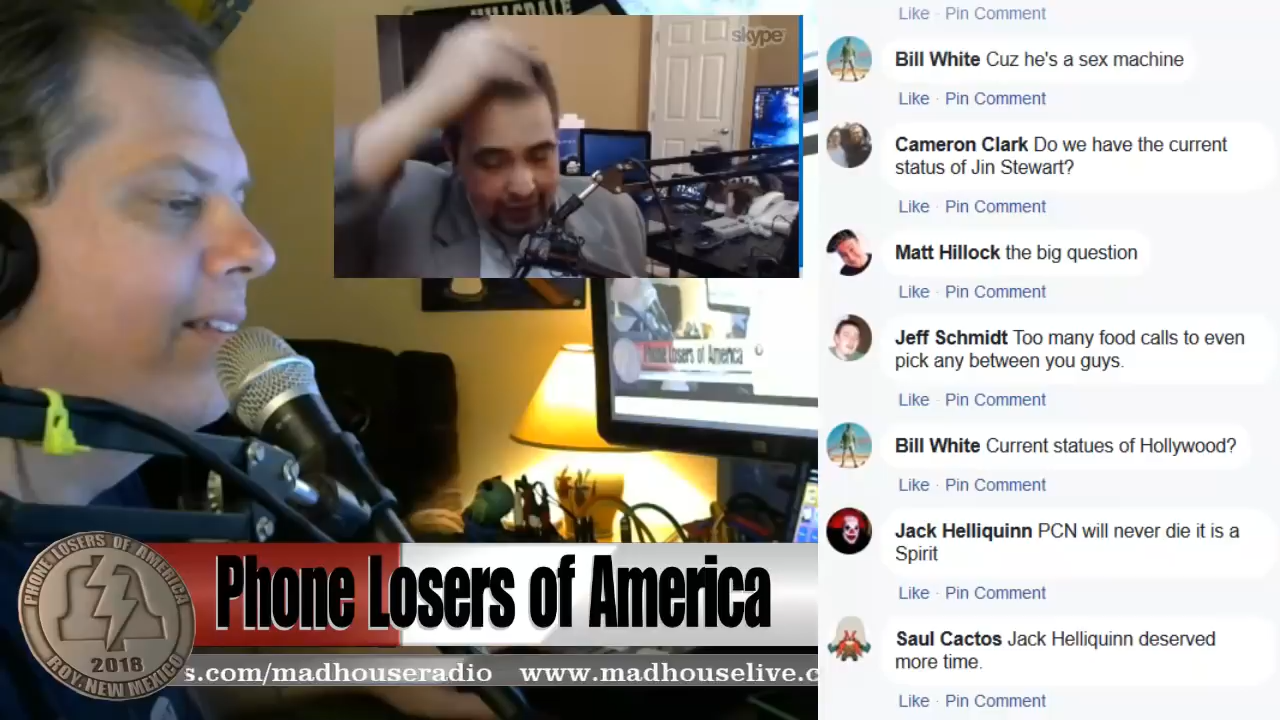 HILLSDALE
skype
Phone Losers of America
PHONE LOSERS OF AMERICA
2018
ROY, NEW MEXICO
Phone Losers of America
s.com/madhouseradio www.madhouselive.c
Like · Pin Comment
Bill White Cuz he's a sex machine
Like · Pin Comment
Cameron Clark Do we have the current
status of Jin Stewart?
Like · Pin Comment
Matt Hillock the big question
Like · Pin Comment
Jeff Schmidt Too many food calls to even
pick any between you guys.
Like · Pin Comment
Bill White Current statues of Hollywood?
Like · Pin Comment
Jack Helliquinn PCN will never die it is a
Spirit
Like · Pin Comment
Saul Cactos Jack Helliquinn deserved
more time.
Like · Pin Comment